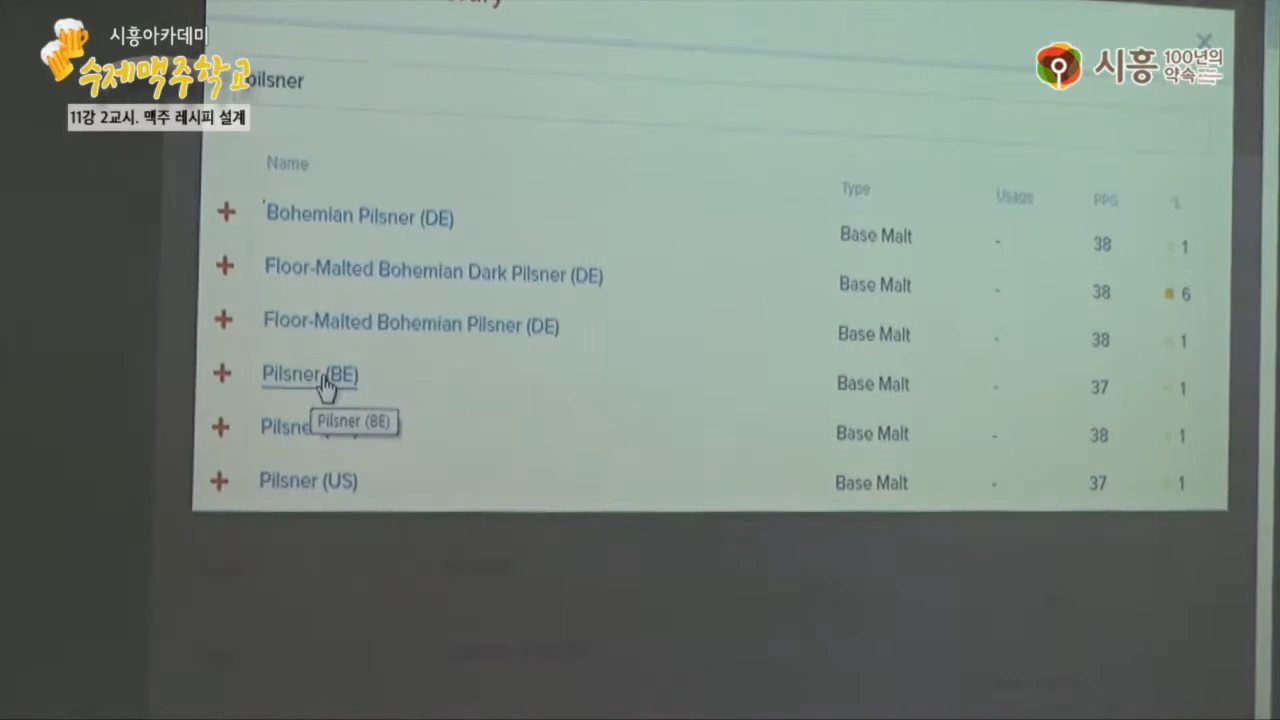 시흥아카데미
수제맥주학교
11강 2교시. 맥주 레시피 설계
시흥 100년의 약속
pilsner
Name Type Usage PPG °L
Bohemian Pilsner (DE) Base Malt - 38 1
Floor-Malted Bohemian Dark Pilsner (DE) Base Malt - 38 6
Floor-Malted Bohemian Pilsner (DE) Base Malt - 38 1
Pilsner (BE) Base Malt - 37 1
Pilsner (BE)
Base Malt - 38 1
Pilsner (US) Base Malt - 37 1